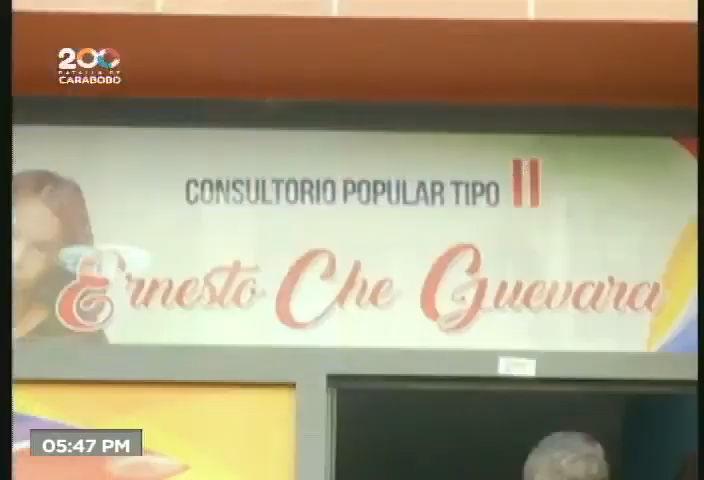 200
BATALLA DE
CARABOBO
CONSULTORIO POPULAR TIPO II
Ernesto Che Guevara
05:47 PM